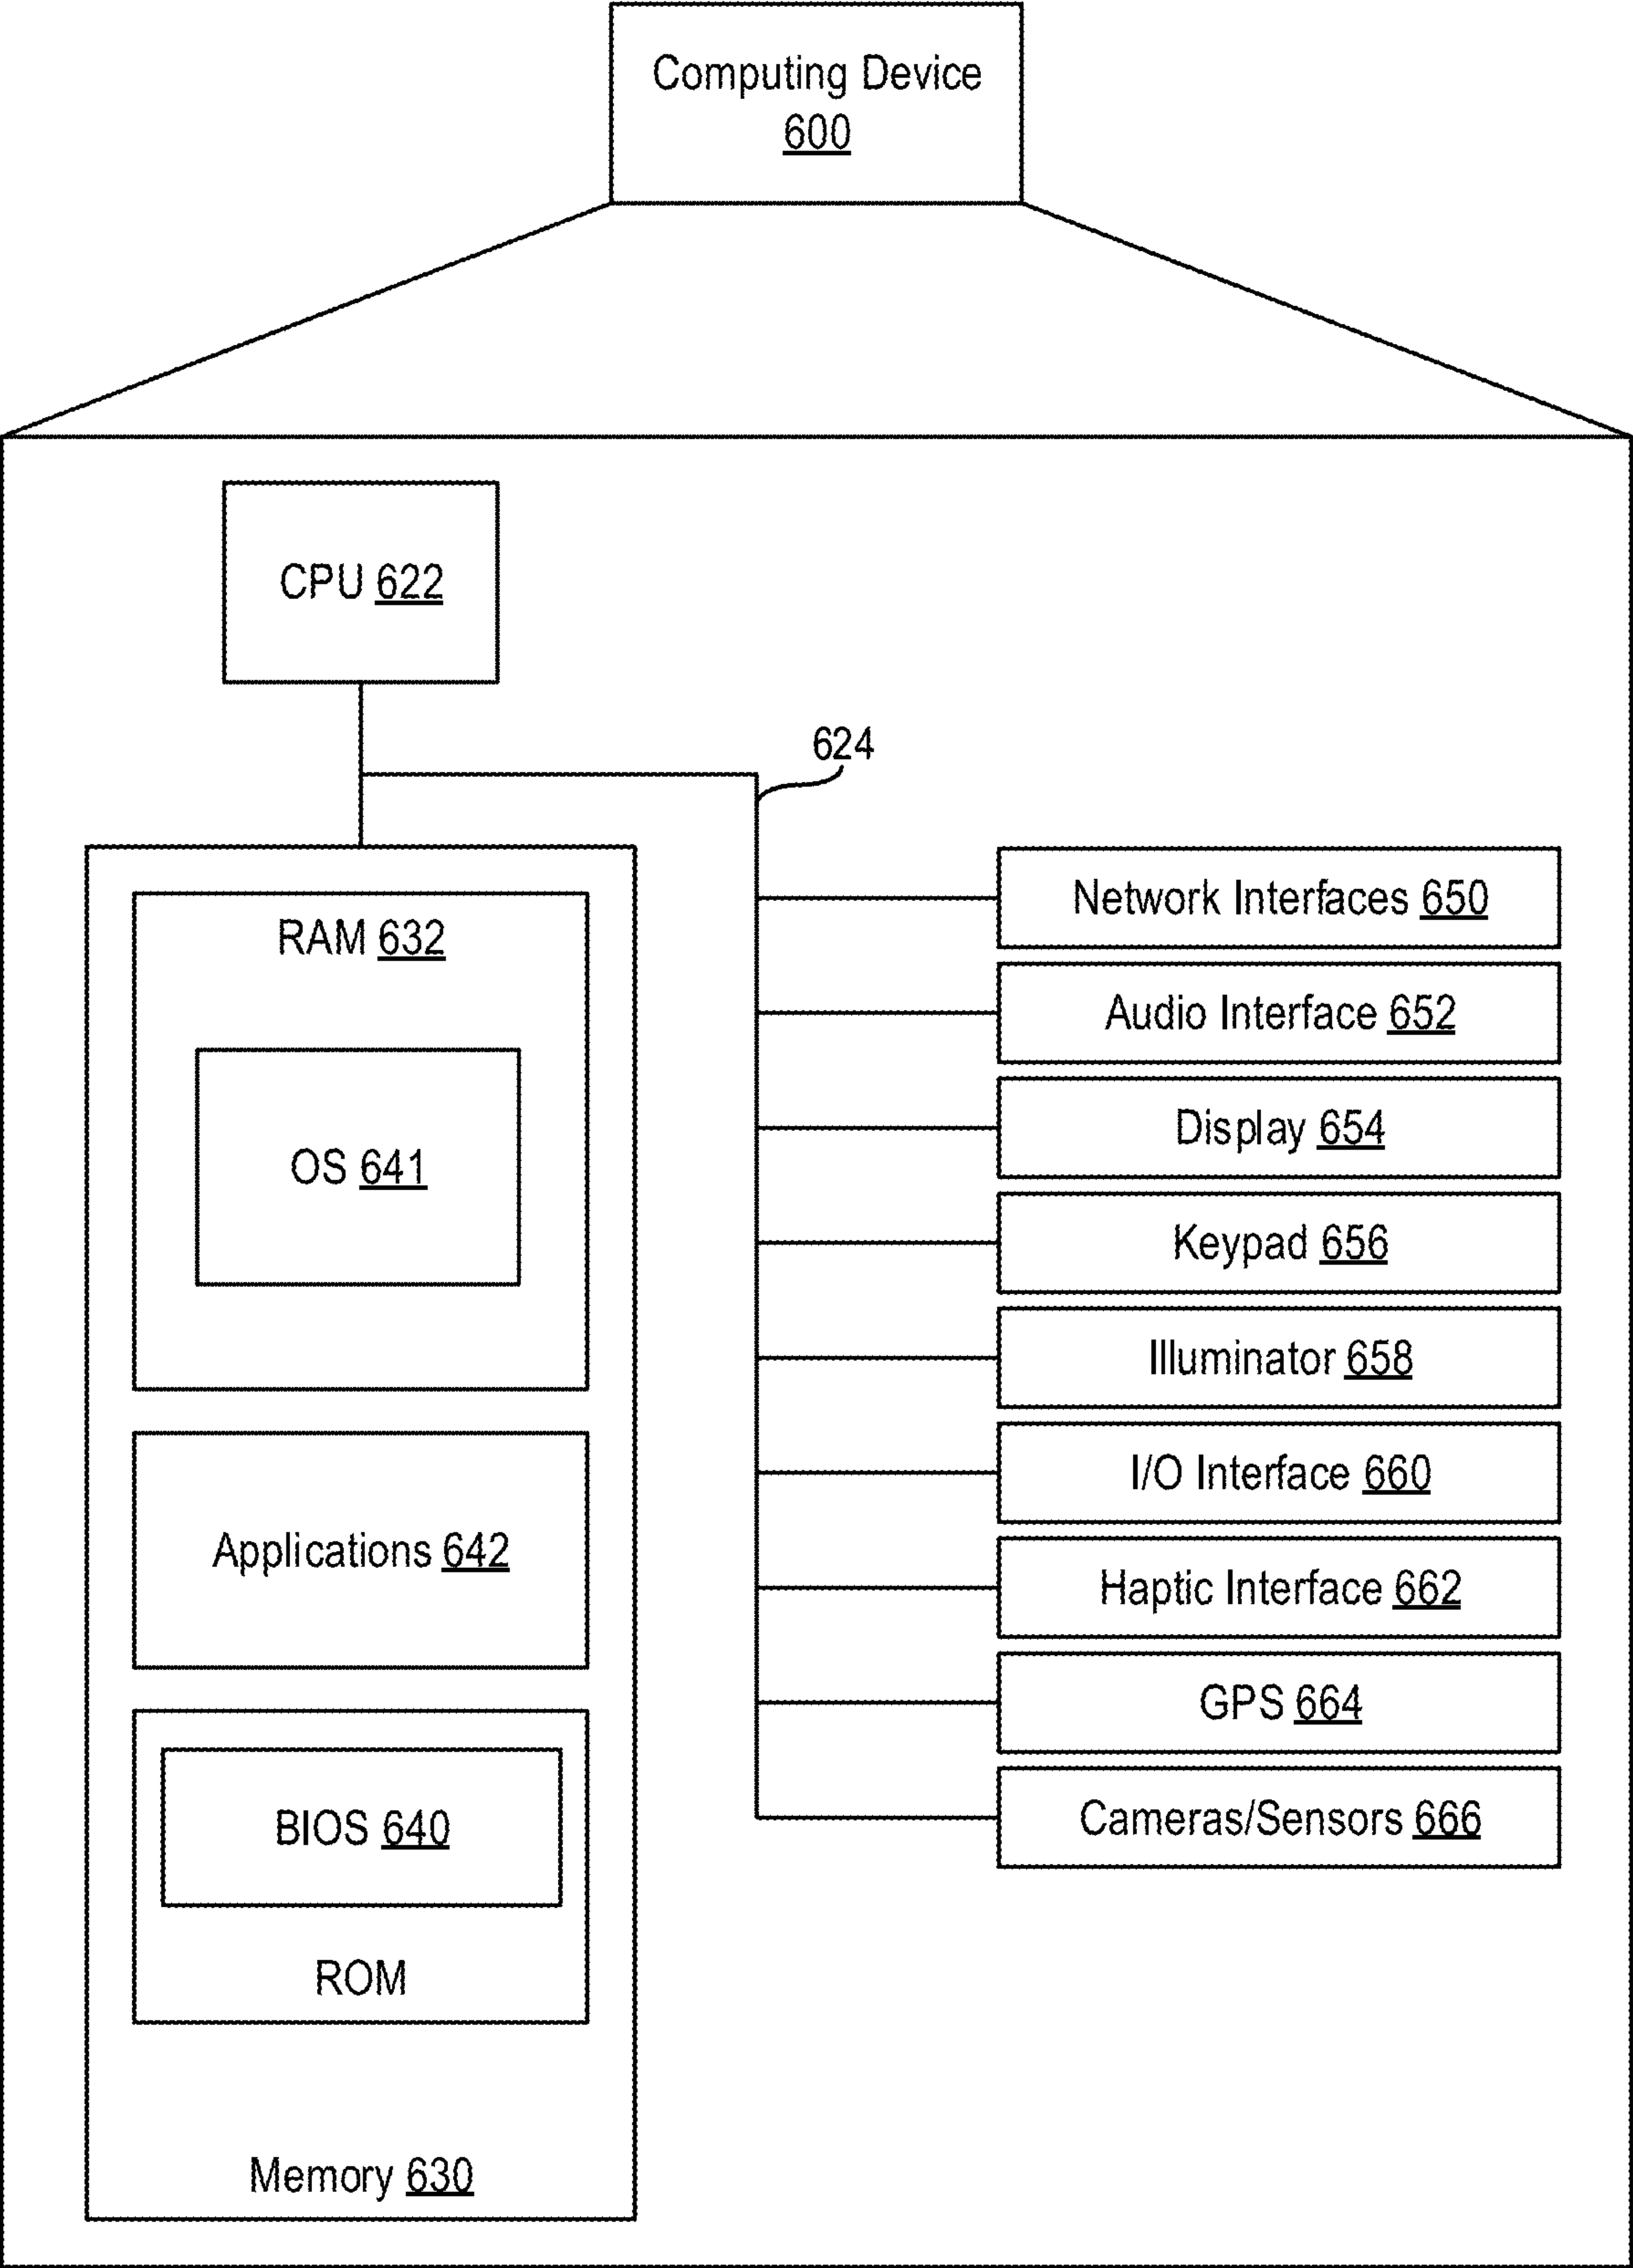 Computing Device
600
CPU 622
624
RAM 632
OS 641
Applications 642
BIOS 640
ROM
Memory 630
Network Interfaces 650
Audio Interface 652
Display 654
Keypad 656
Illuminator 658
I/O Interface 660
Haptic Interface 662
GPS 664
Cameras/Sensors 666